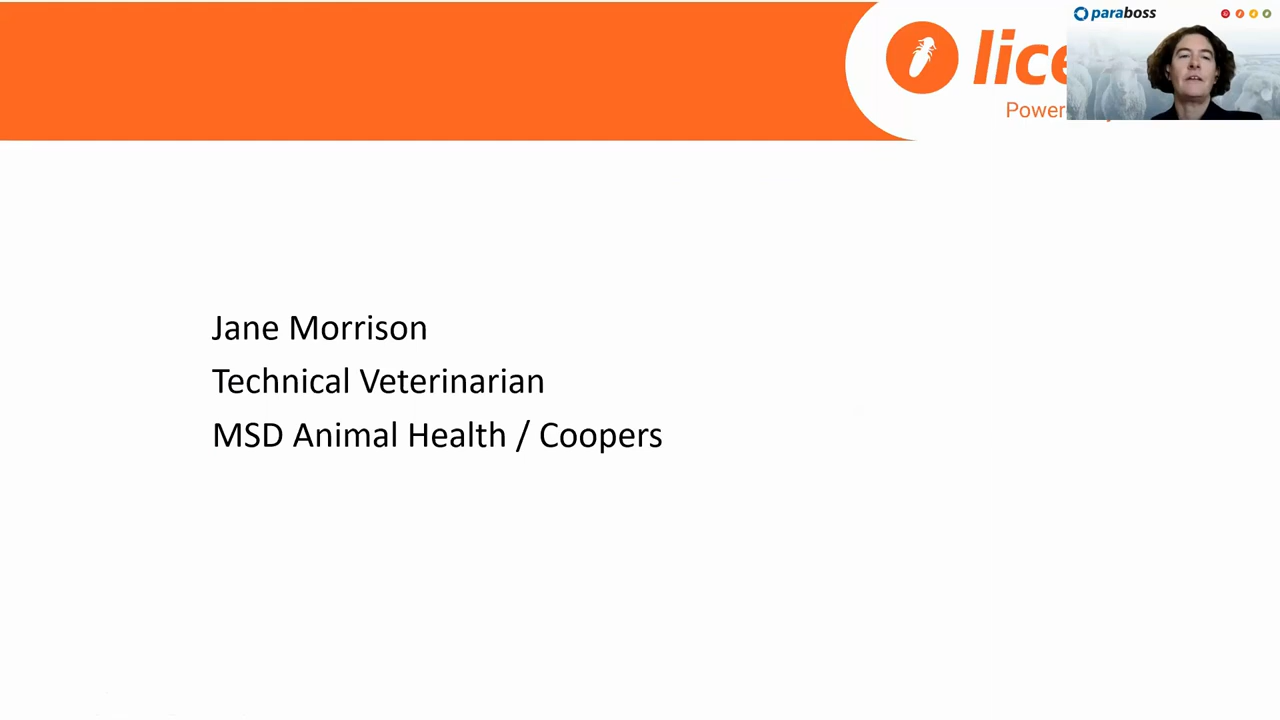 paraboss
lice
Power
Jane Morrison
Technical Veterinarian
MSD Animal Health / Coopers